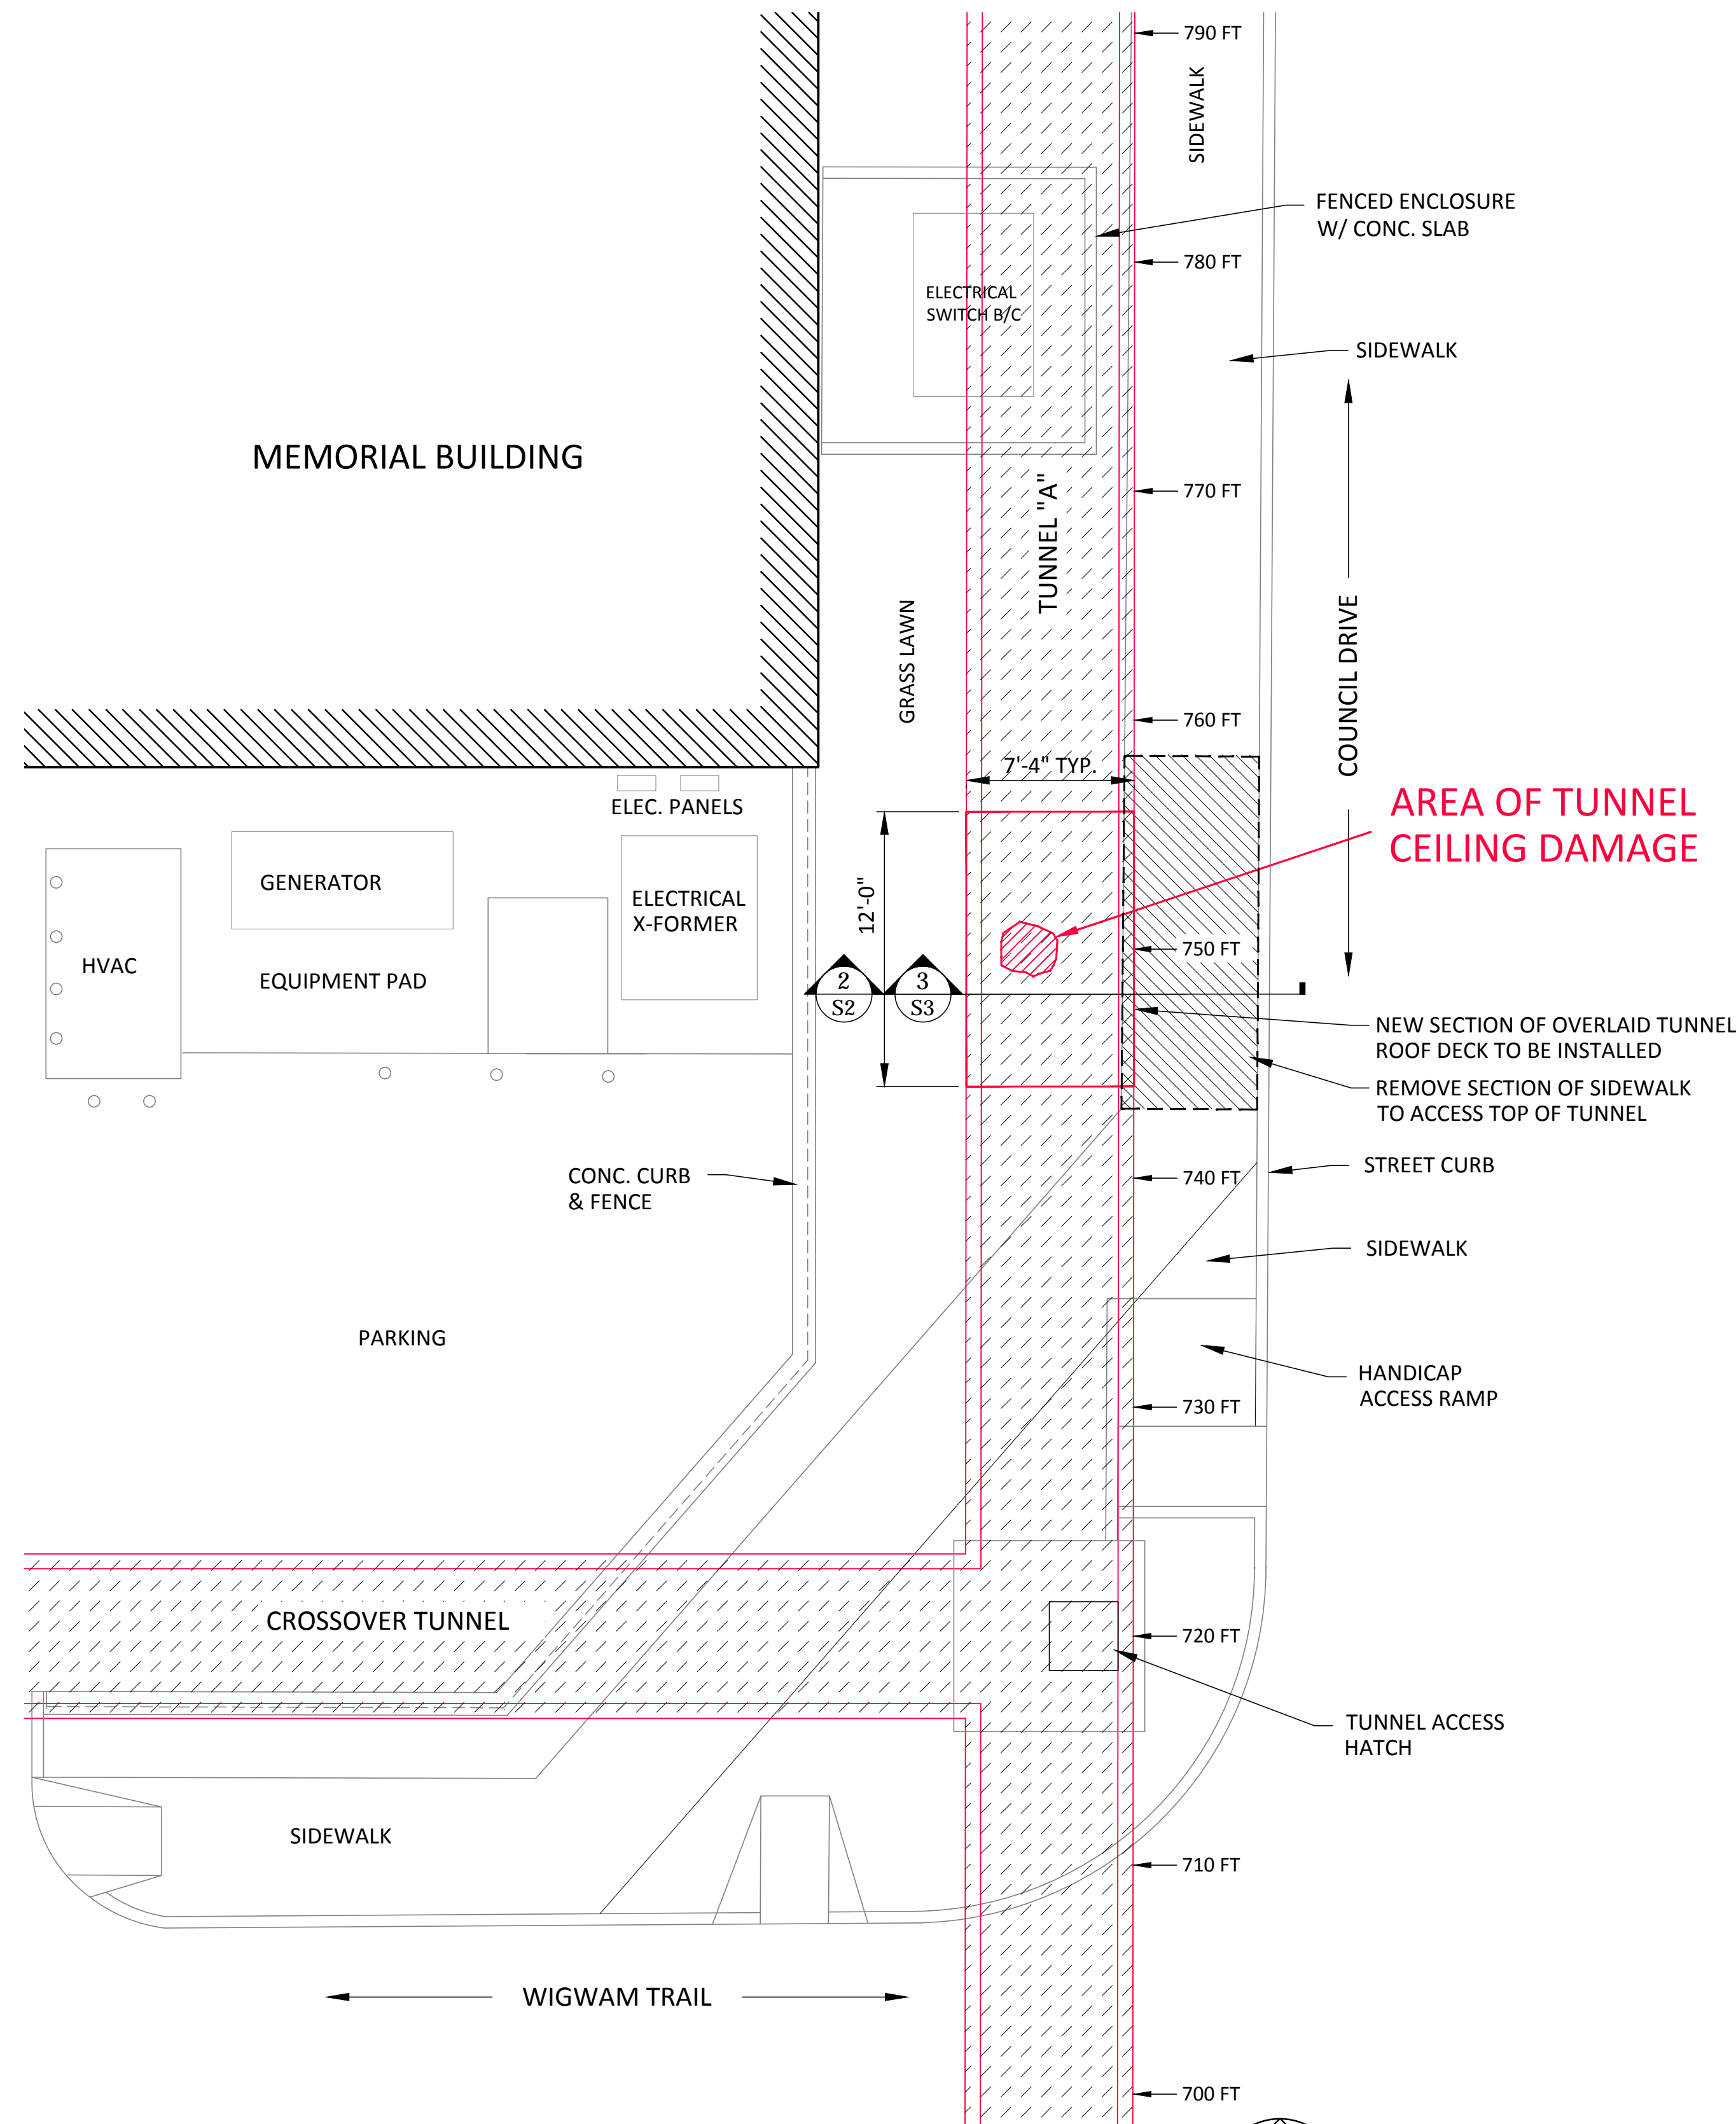 790 FT
SIDEWALK
FENCED ENCLOSURE
W/ CONC. SLAB
780 FT
ELECTRICAL
SWITCH B/C
SIDEWALK
MEMORIAL BUILDING
770 FT
TUNNEL "A"
GRASS LAWN
COUNCIL DRIVE
760 FT
7'-4" TYP.
ELEC. PANELS
AREA OF TUNNEL
CEILING DAMAGE
GENERATOR
ELECTRICAL
X-FORMER
12'-0"
750 FT
HVAC
EQUIPMENT PAD
2
S2
3
S3
NEW SECTION OF OVERLAID TUNNEL
ROOF DECK TO BE INSTALLED
REMOVE SECTION OF SIDEWALK
TO ACCESS TOP OF TUNNEL
CONC. CURB
& FENCE
740 FT
STREET CURB
SIDEWALK
PARKING
HANDICAP
ACCESS RAMP
730 FT
CROSSOVER TUNNEL
720 FT
TUNNEL ACCESS
HATCH
SIDEWALK
710 FT
WIGWAM TRAIL
700 FT